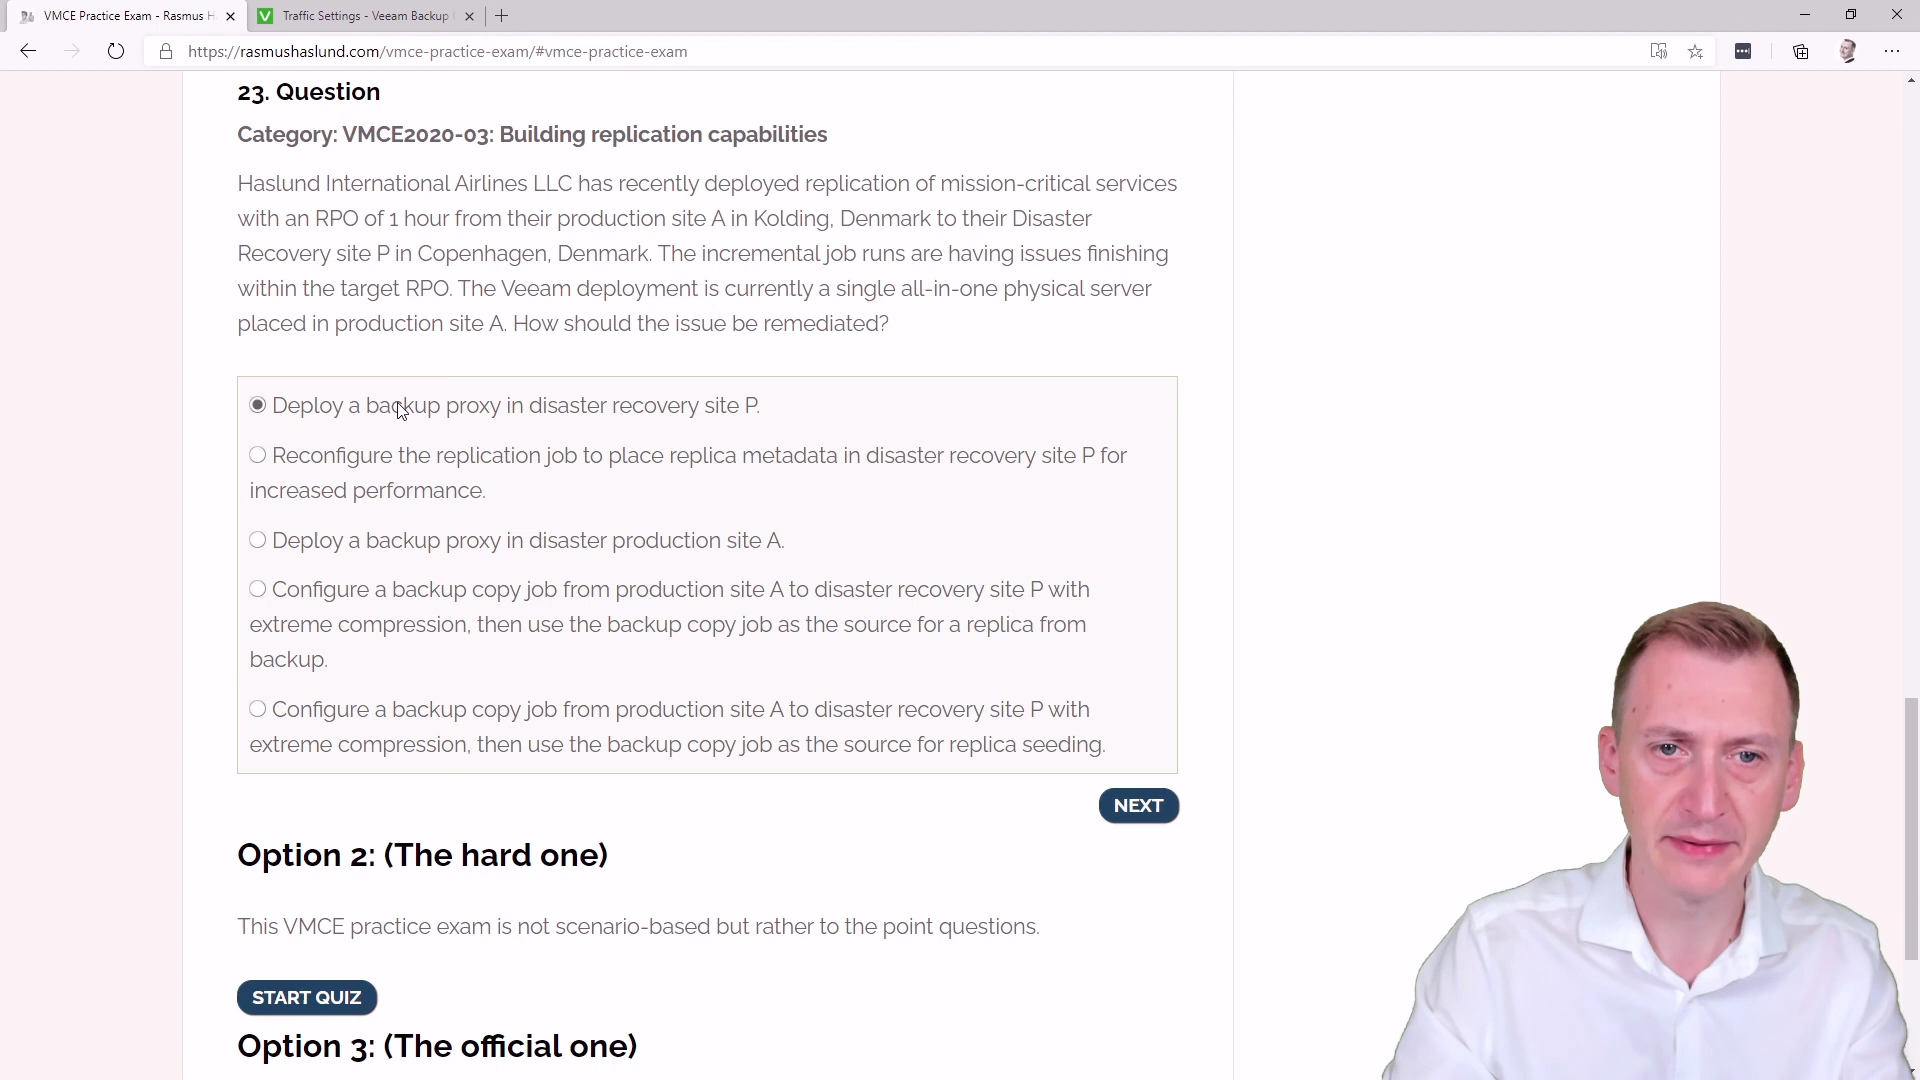 VMCE Practice Exam - Rasmus H
Traffic Settings - Veeam Backup
https://rasmushaslund.com/vmce-practice-exam/#vmce-practice-exam
23. Question
Category: VMCE2020-03: Building replication capabilities
Haslund International Airlines LLC has recently deployed replication of mission-critical services
with an RPO of 1 hour from their production site A in Kolding, Denmark to their Disaster
Recovery site P in Copenhagen, Denmark. The incremental job runs are having issues finishing
within the target RPO. The Veeam deployment is currently a single all-in-one physical server
placed in production site A. How should the issue be remediated?
Deploy a backup proxy in disaster recovery site P.
Reconfigure the replication job to place replica metadata in disaster recovery site P for
increased performance.
Deploy a backup proxy in disaster production site A.
Configure a backup copy job from production site A to disaster recovery site P with
extreme compression, then use the backup copy job as the source for a replica from
backup.
Configure a backup copy job from production site A to disaster recovery site P with
extreme compression, then use the backup copy job as the source for replica seeding.
NEXT
Option 2: (The hard one)
This VMCE practice exam is not scenario-based but rather to the point questions.
START QUIZ
Option 3: (The official one)